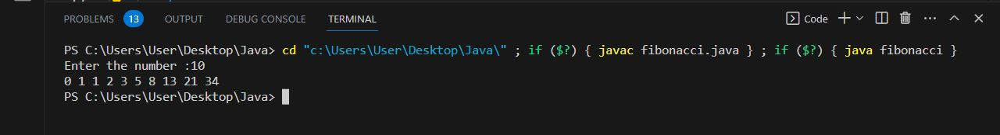 PROBLEMS 13 OUTPUT DEBUG CONSOLE TERMINAL Code
PS C:\Users\User\Desktop\Java> cd "c:\Users\User\Desktop\Java\" ; if ($?) { javac fibonacci.java } ; if ($?) { java fibonacci }
Enter the number :10
0 1 1 2 3 5 8 13 21 34
PS C:\Users\User\Desktop\Java>